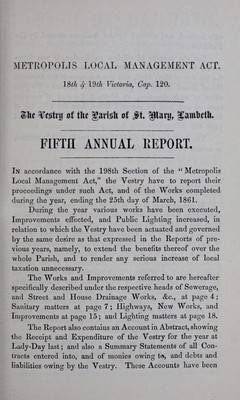 METROPOLIS LOCAL MANAGEMENT ACT.
18th & 19th Victoria, Cap. 120.
The Vestry of the Parish of St. Mary, Lambeth.
FIFTH ANNUAL REPORT.
In accordance with the 198th Section of the "Metropolis
Local Management Act," the Vestry have to report their
proceedings under such Act, and of the Works completed
during the year, ending the 25th day of March, 1861.
During the year various works have been executed,
Improvements effected, and Public Lighting increased, in
relation to which the Vestry have been actuated and governed
by the same desire as that expressed in the Reports of pre-
vious years, namely, to extend the benefits thereof over the
whole Parish, and to render any serious increase of local
taxation unnecessary.
The Works and Improvements referred to are hereafter
specifically described under the respective heads of Sewerage,
and Street and House Drainage Works, &c., at page 4;
Sanitary matters at page 7; Highways, New Works, and
Improvements at page 15; and Lighting matters at page 18.
The Report also contains an Account in Abstract, showing
the Receipt and Expenditure of the Vestry for the year at
Lady-Day last; and also a Summary Statements of all Con-
tracts entered into, and of monies owing to, and debts and
liabilities owing by the Vestry. These Accounts have been